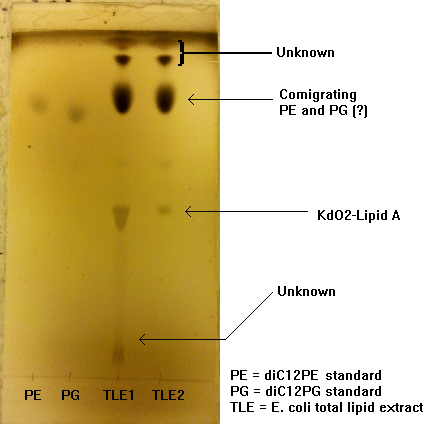 Unknown
Comigrating
PE and PG (?)
KdO2-Lipid A
Unknown
PE = diC12PE standard
PG = diC12PG standard
TLE = E. coli total lipid extract
PE PG TLE1 TLE2